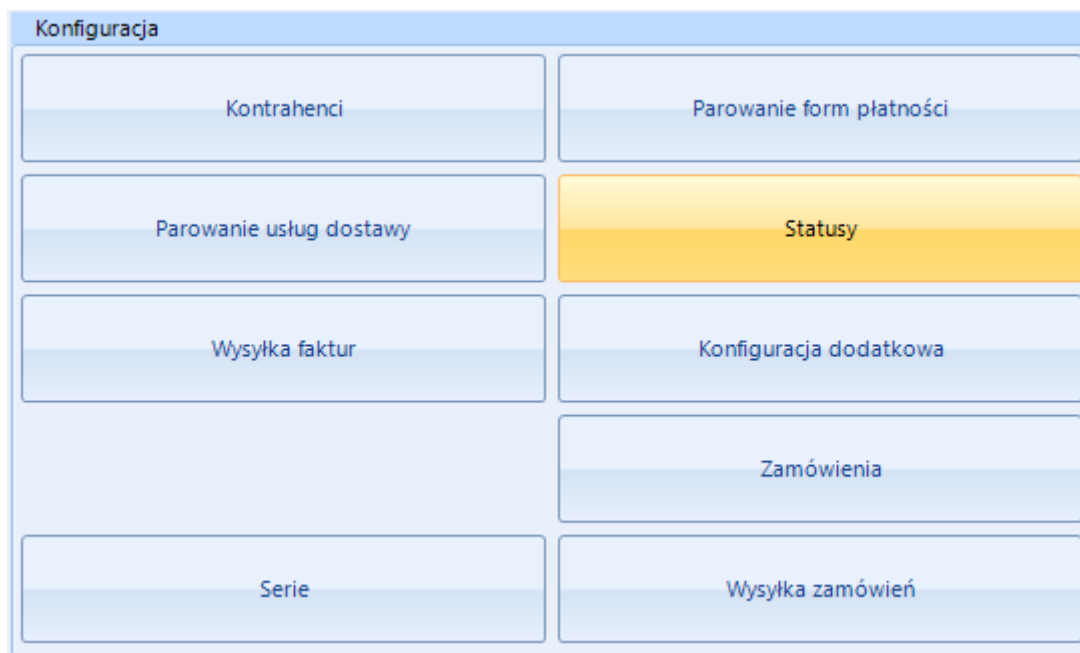 Konfiguracja
Kontrahenci
Parowanie form płatności
Parowanie usług dostawy
Statusy
Wysyłka faktur
Konfiguracja dodatkowa
Zamówienia
Serie
Wysyłka zamówień